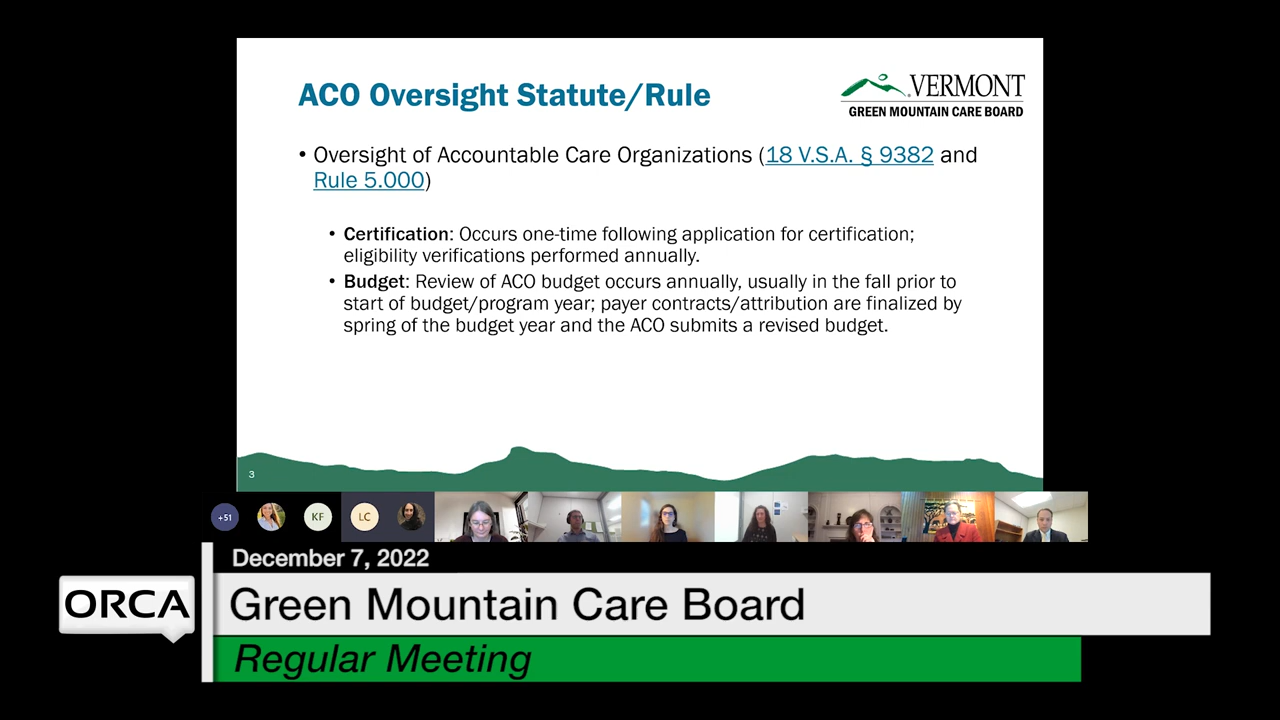 ACO Oversight Statute/Rule
VERMONT
GREEN MOUNTAIN CARE BOARD
• Oversight of Accountable Care Organizations (18 V.S.A. § 9382 and
Rule 5.000)
• Certification: Occurs one-time following application for certification;
eligibility verifications performed annually.
• Budget: Review of ACO budget occurs annually, usually in the fall prior to
start of budget/program year; payer contracts/attribution are finalized by
spring of the budget year and the ACO submits a revised budget.
3
+51
KF
LC
December 7, 2022
ORCA
Green Mountain Care Board
Regular Meeting